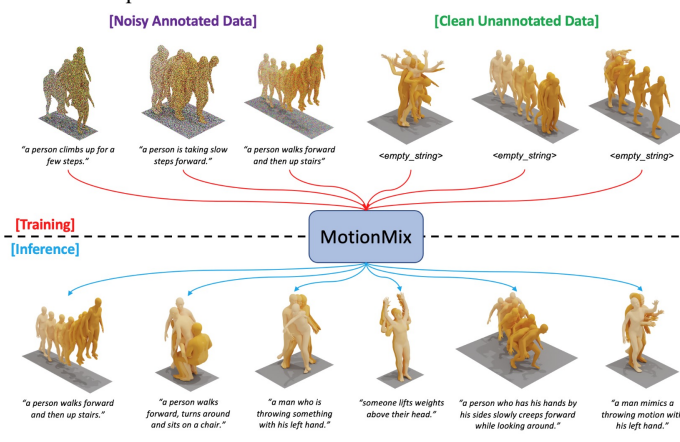 [Noisy Annotated Data]
[Clean Unannotated Data]
“a person climbs up for a
few steps.”
“a person is taking slow
steps forward.”
“a person walks forward
and then up stairs”
<empty_string>
<empty_string>
<empty_string>
[Training]
MotionMix
[Inference]
“a person walks forward
and then up stairs.”
“a person walks
forward, turns around
and sits on a chair.”
“a man who is
throwing something
with his left hand.”
“someone lifts weights
above their head.”
“a person who has his hands by
his sides slowly creeps forward
while looking around.”
“a man mimics a
throwing motion with
his left hand.”